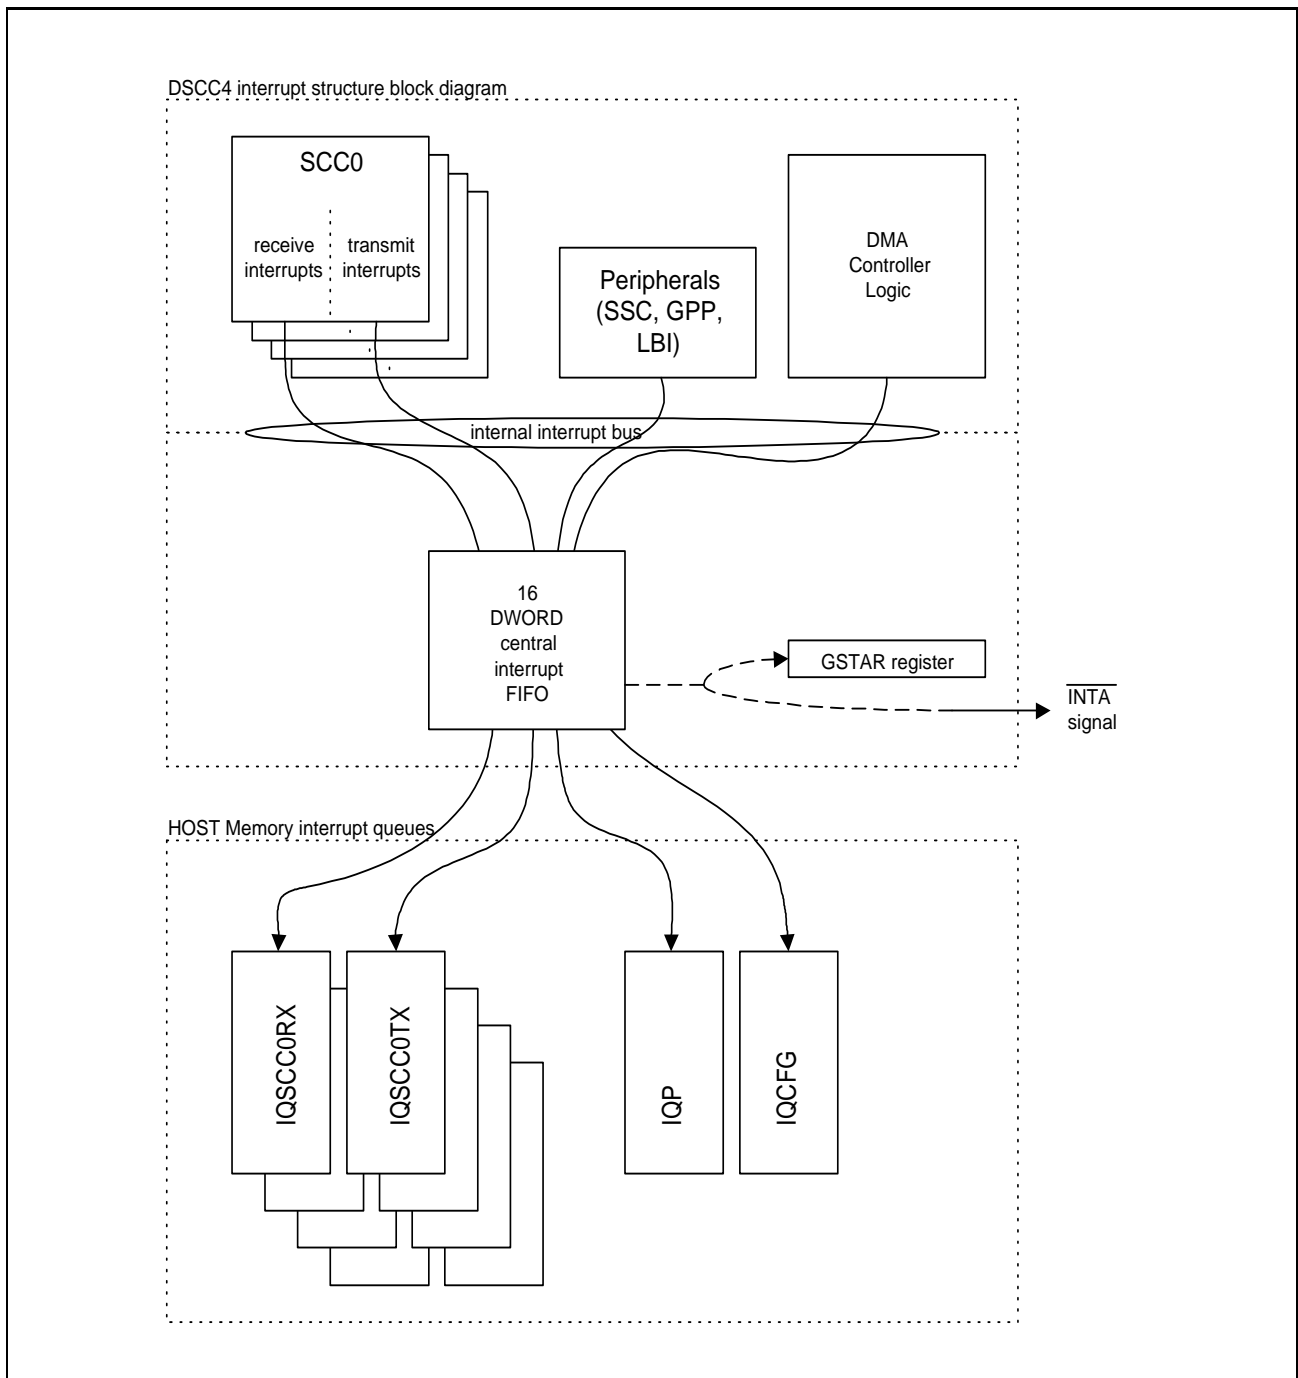 DSCC4 interrupt structure block diagram
SCC0
receive
interrupts
transmit
interrupts
Peripherals
(SSC, GPP,
LBI)
DMA
Controller
Logic
internal interrupt bus
16
DWORD
central
interrupt
FIFO
GSTAR register
INTA
signal
HOST Memory interrupt queues
IQSCC0RX
IQSCC0TX
IQP
IQCFG